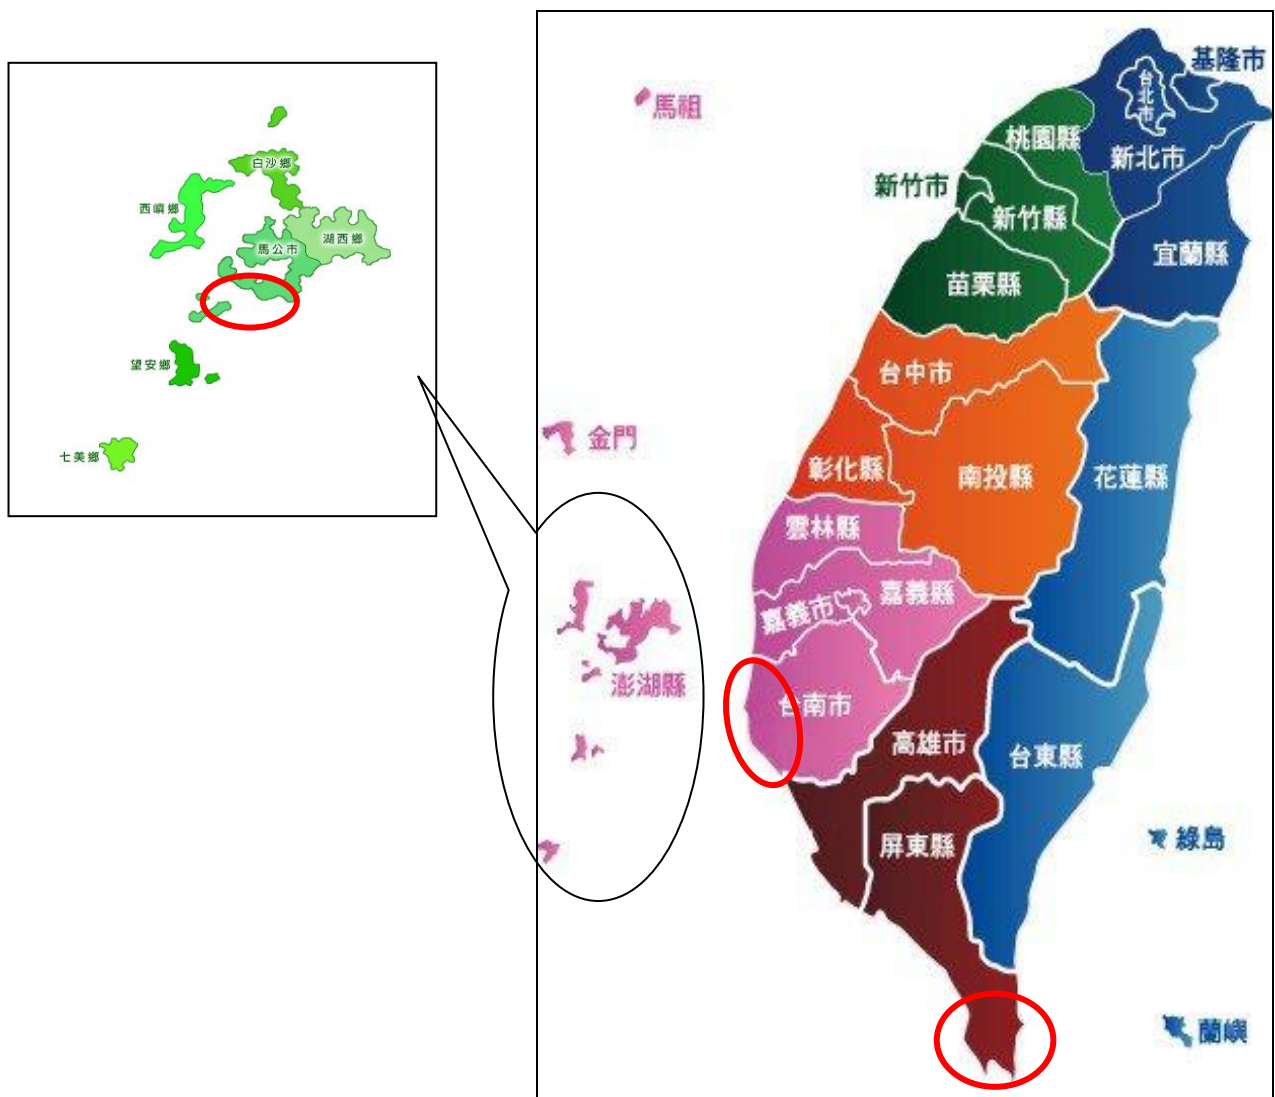 白沙鄉
西嶼鄉
湖西鄉
馬公市
望安鄉
七美鄉
基隆市
台北市
馬祖
桃園縣
新北市
新竹市
新竹縣
宜蘭縣
苗栗縣
台中市
金門
彰化縣
南投縣
花蓮縣
雲林縣
嘉義縣
嘉義市
澎湖縣
台南市
高雄市
台東縣
屏東縣
綠島
蘭嶼